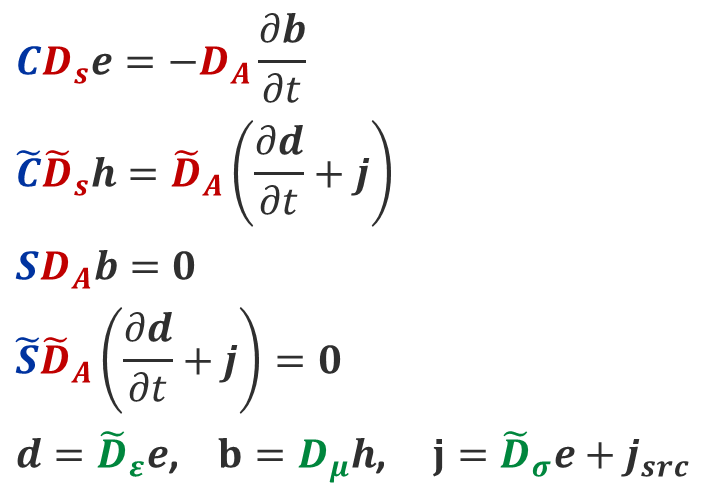 CD_s e = −D_A ∂b/∂t
C̃D̃_s h = D̃_A (∂d/∂t + j)
SD_A b = 0
S̃D̃_A (∂d/∂t + j) = 0
d = D̃_ε e, b = D_μ h, j = D̃_σ e + j_src